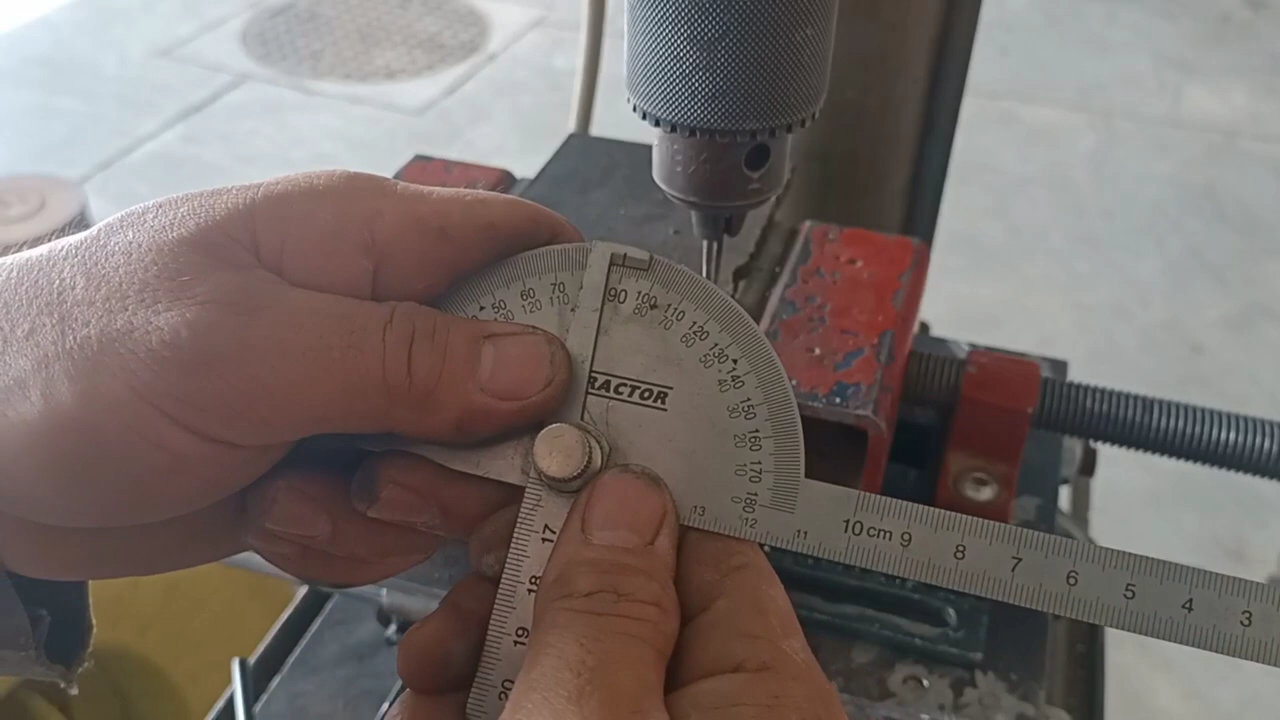 50 60 70
30 120 110
90 100 110 120 130 140 150 160 170 180
80 70 60 50 40 30 20 10 0
RACTOR
13 12 11 10 cm 9 8 7 6 5 4 3
17
18
19
20